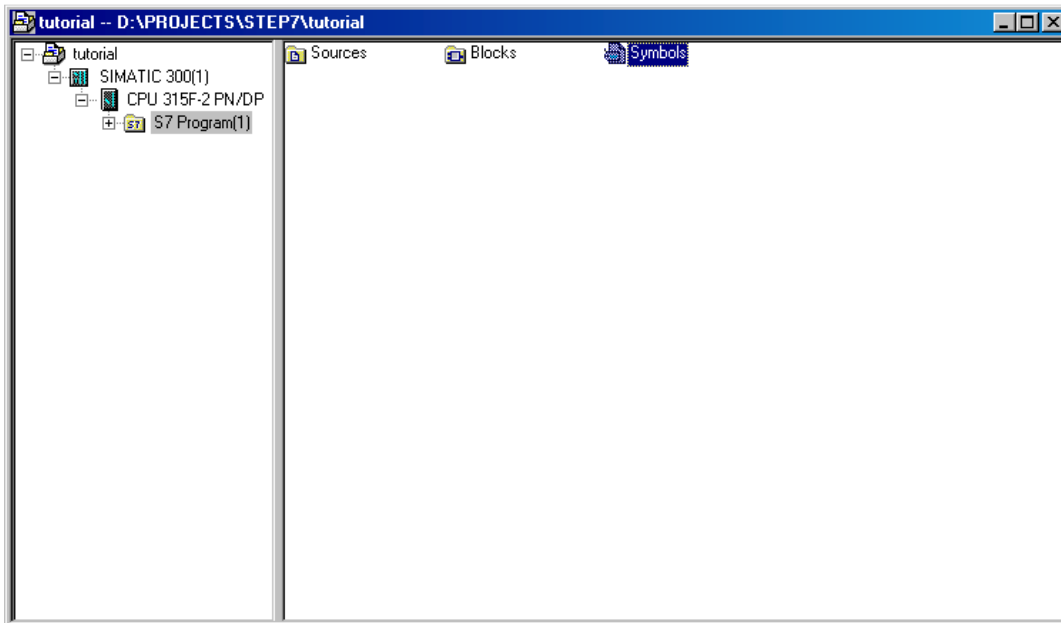 tutorial -- D:\PROJECTS\STEP7\tutorial
tutorial
SIMATIC 300(1)
CPU 315F-2 PN/DP
S7 Program(1)
Sources
Blocks
Symbols